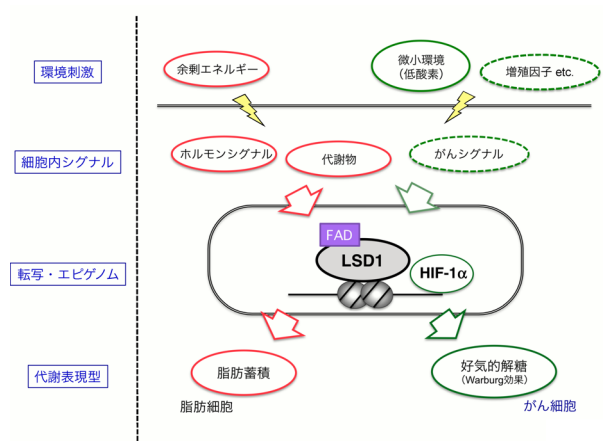 環境刺激
余剰エネルギー
微小環境
（低酸素）
増殖因子 etc.
細胞内シグナル
ホルモンシグナル
代謝物
がんシグナル
FAD
LSD1
HIF-1α
転写・エピゲノム
代謝表現型
脂肪蓄積
脂肪細胞
好気的解糖
（Warburg効果）
がん細胞